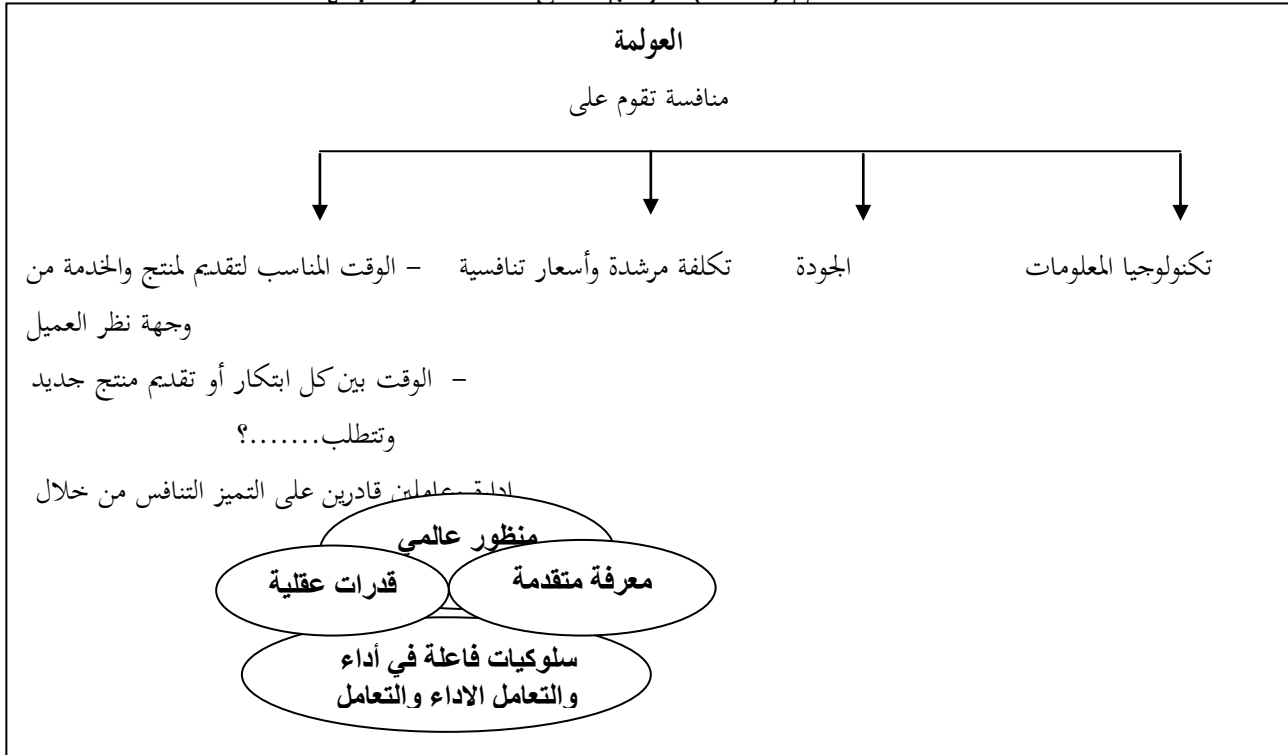 العولمة
منافسة تقوم على
تكنولوجيا المعلومات الجودة تكلفة مرشدة وأسعار تنافسية – الوقت المناسب لتقديم لمنتج والخدمة من
وجهة نظر العميل
– الوقت بين كل ابتكار أو تقديم منتج جديد
وتتطلب.......؟
قادرين على التميز التنافس من خلال
منظور عالمي
معرفة متقدمة قدرات عقلية
سلوكيات فاعلة في أداء
والتعامل الاداء والتعامل